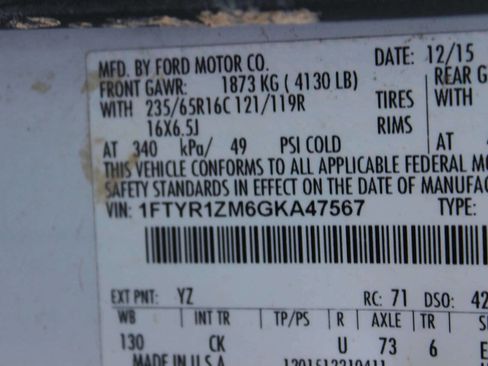 MFD. BY FORD MOTOR CO. DATE: 12/15
FRONT GAWR: 1873 KG ( 4130 LB) REAR G
WITH 235/65R16C 121/119R TIRES WITH
16X6.5J RIMS
AT 340 kPa/ 49 PSI COLD AT
THIS VEHICLE CONFORMS TO ALL APPLICABLE FEDERAL MO
SAFETY STANDARDS IN EFFECT ON THE DATE OF MANUFAC
VIN: 1FTYR1ZM6GKA47567 TYPE:
EXT PNT: YZ RC: 71 DSO: 42
WB INT TR TP/PS R AXLE TR S
130 CK U 73 6 E
MADE IN U.S.A.